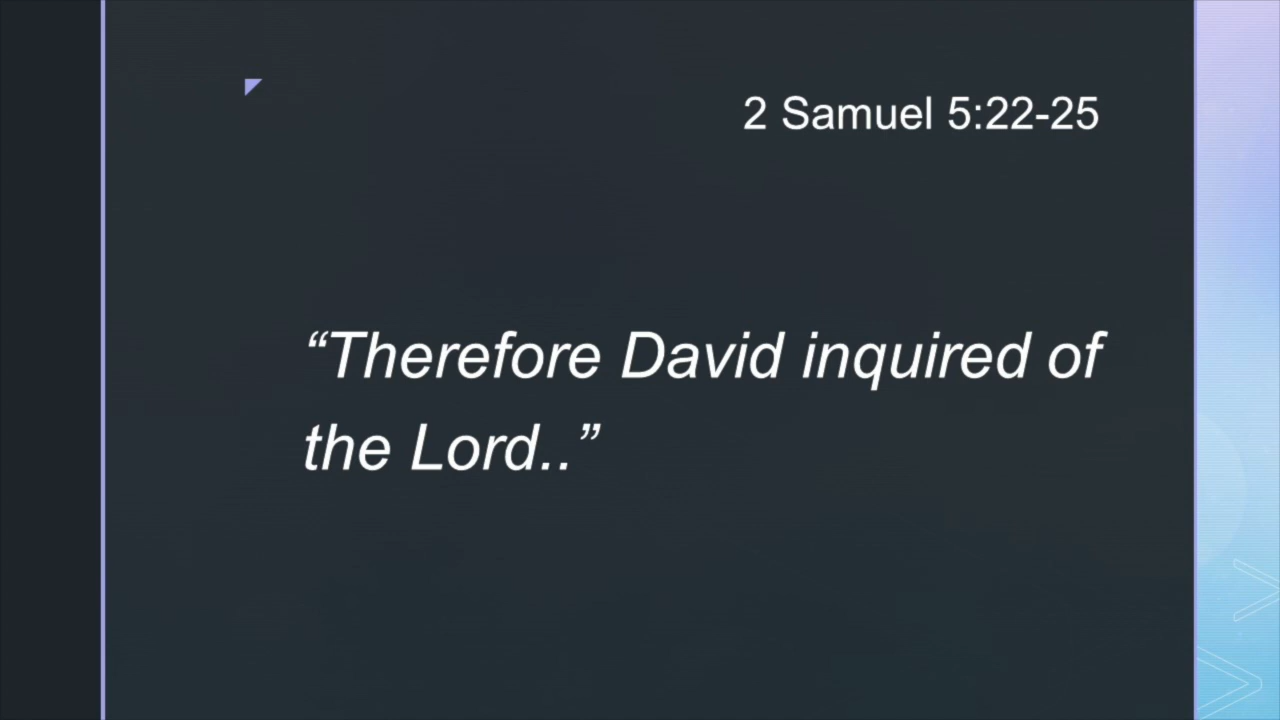 2 Samuel 5:22-25
“Therefore David inquired of
the Lord..”